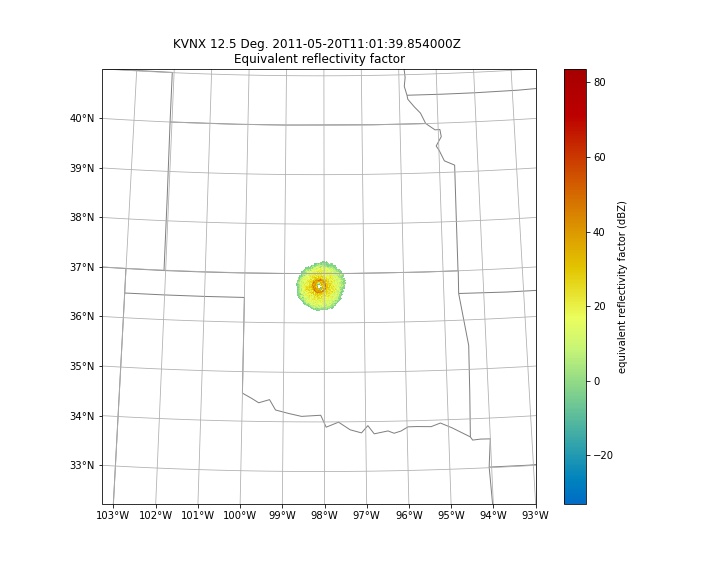 KVNX 12.5 Deg. 2011-05-20T11:01:39.854000Z
Equivalent reflectivity factor
40°N
39°N
38°N
37°N
36°N
35°N
34°N
33°N
103°W 102°W 101°W 100°W 99°W 98°W 97°W 96°W 95°W 94°W 93°W
80
60
40
20
0
−20
equivalent reflectivity factor (dBZ)